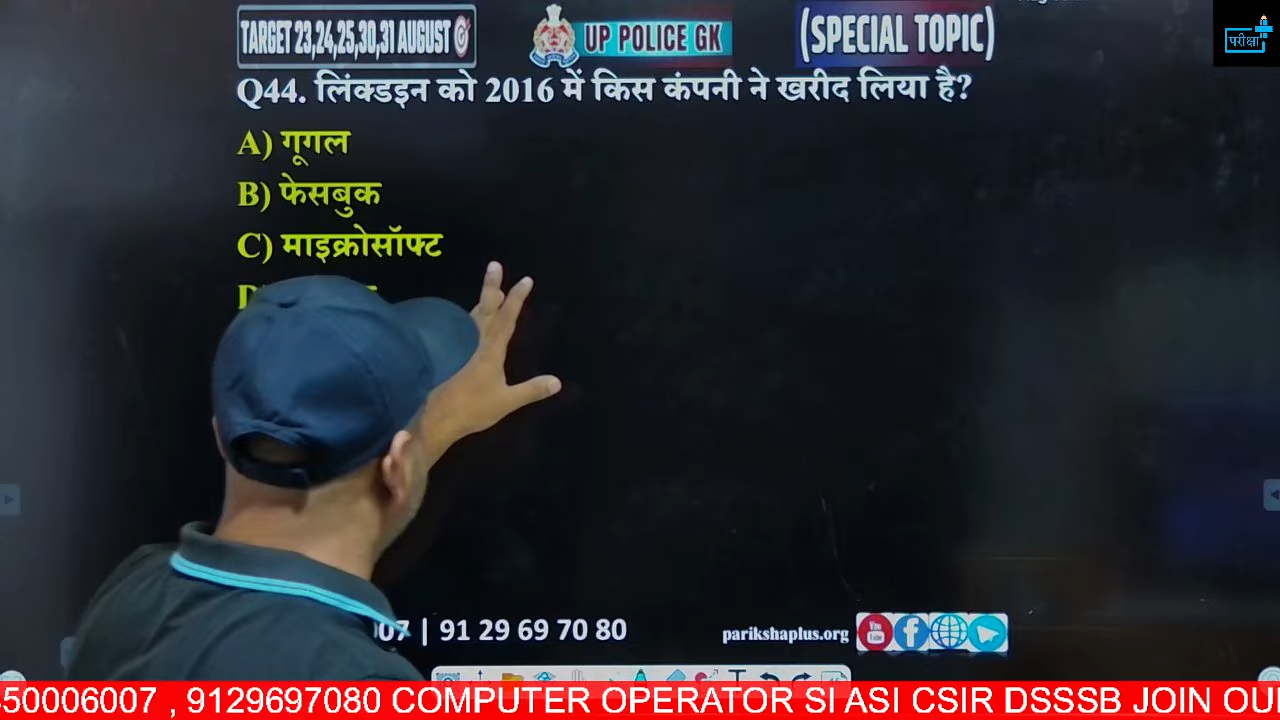 TARGET 23,24,25,30,31 AUGUST
UP POLICE GK
(SPECIAL TOPIC)
परीक्षा
Q44. लिंक्डइन को 2016 में किस कंपनी ने खरीद लिया है?
A) गूगल
B) फेसबुक
C) माइक्रोसॉफ्ट
07 | 91 29 69 70 80
parikshaplus.org
You
Tube
50006007 , 9129697080 COMPUTER OPERATOR SI ASI CSIR DSSSB JOIN OU